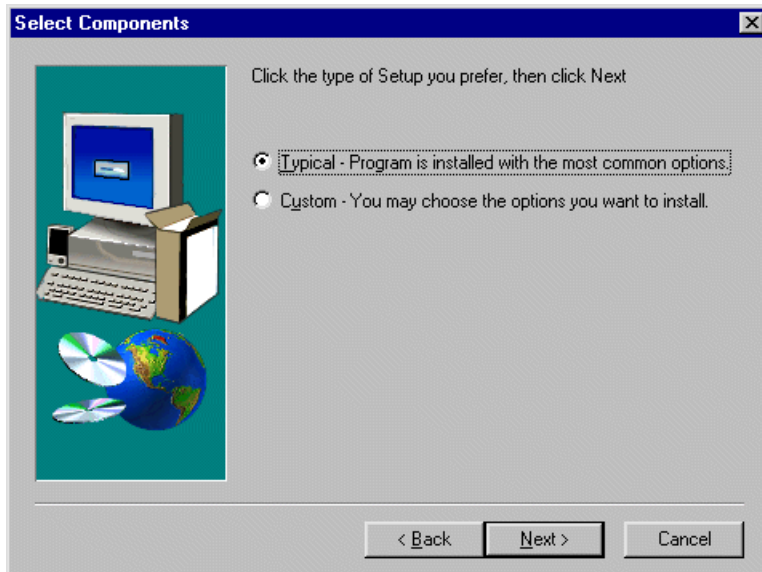 Select Components
Click the type of Setup you prefer, then click Next
Typical - Program is installed with the most common options.
Custom - You may choose the options you want to install.
< Back
Next >
Cancel